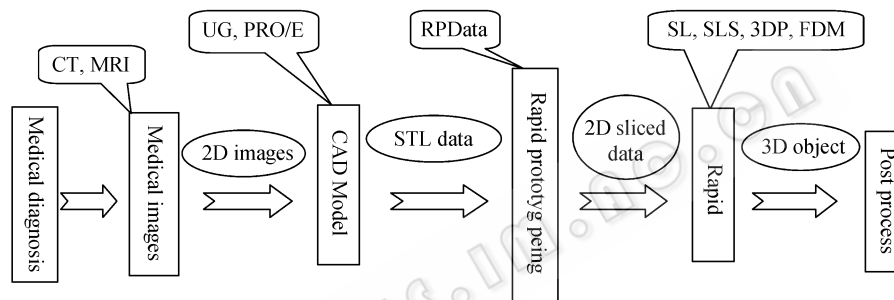 CT, MRI
UG, PRO/E
RPData
SL, SLS, 3DP, FDM
Medical diagnosis
Medical images
2D images
CAD Model
STL data
Rapid prototyg peing
2D sliced
data
Rapid
3D object
Post process